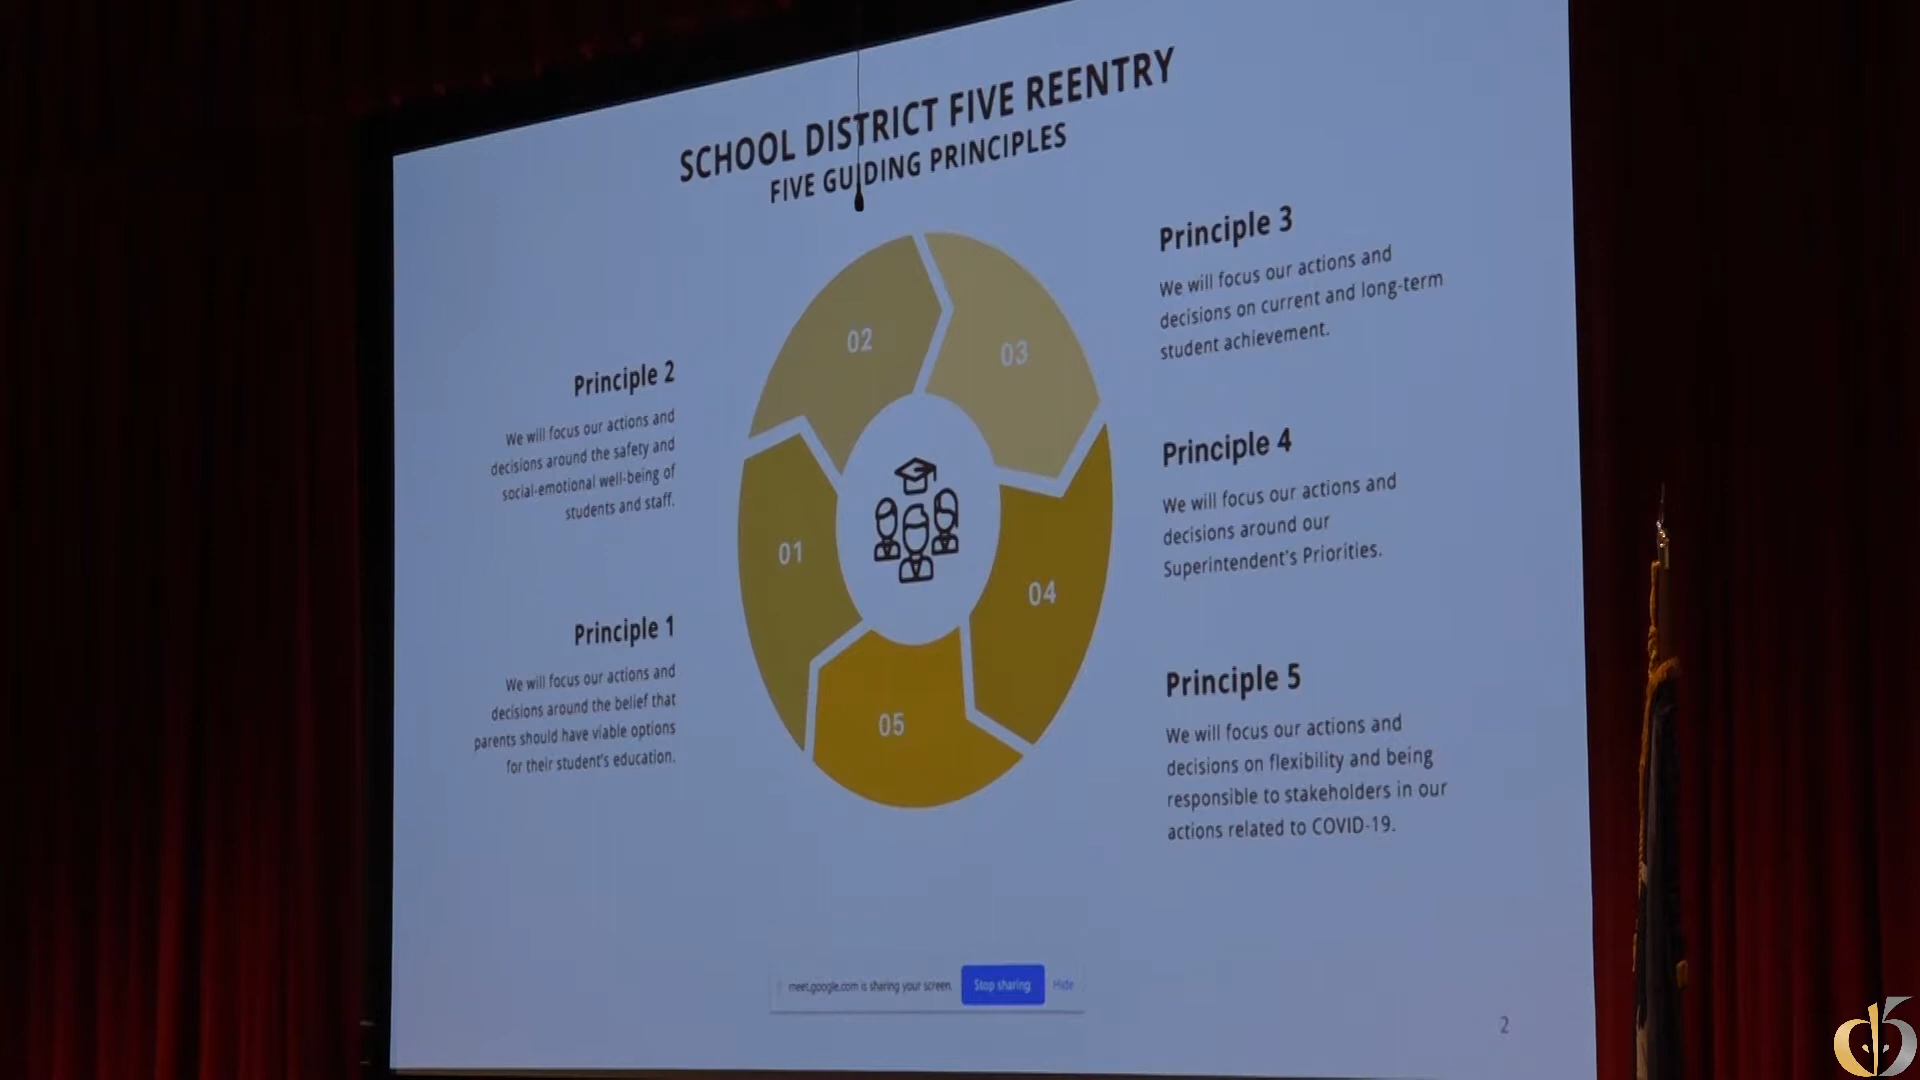 SCHOOL DISTRICT FIVE REENTRY
FIVE GUIDING PRINCIPLES
Principle 2
We will focus our actions and
decisions around the safety and
social-emotional well-being of
students and staff.
Principle 1
We will focus our actions and
decisions around the belief that
parents should have viable options
for their student's education.
02
03
01
04
05
Principle 3
We will focus our actions and
decisions on current and long-term
student achievement.
Principle 4
We will focus our actions and
decisions around our
Superintendent's Priorities.
Principle 5
We will focus our actions and
decisions on flexibility and being
responsible to stakeholders in our
actions related to COVID-19.
meet.google.com is sharing your screen. Stop sharing Hide
2
d5